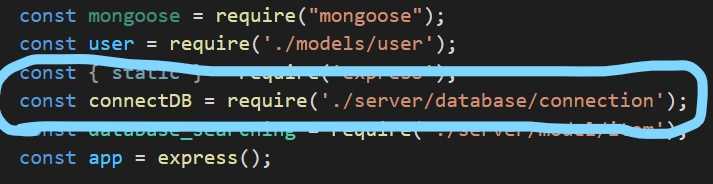 const mongoose = require("mongoose");
const user = require('./models/user');
const { static } = require('express');
const connectDB = require('./server/database/connection');
const database_searching = require('./server/model/item');
const app = express();